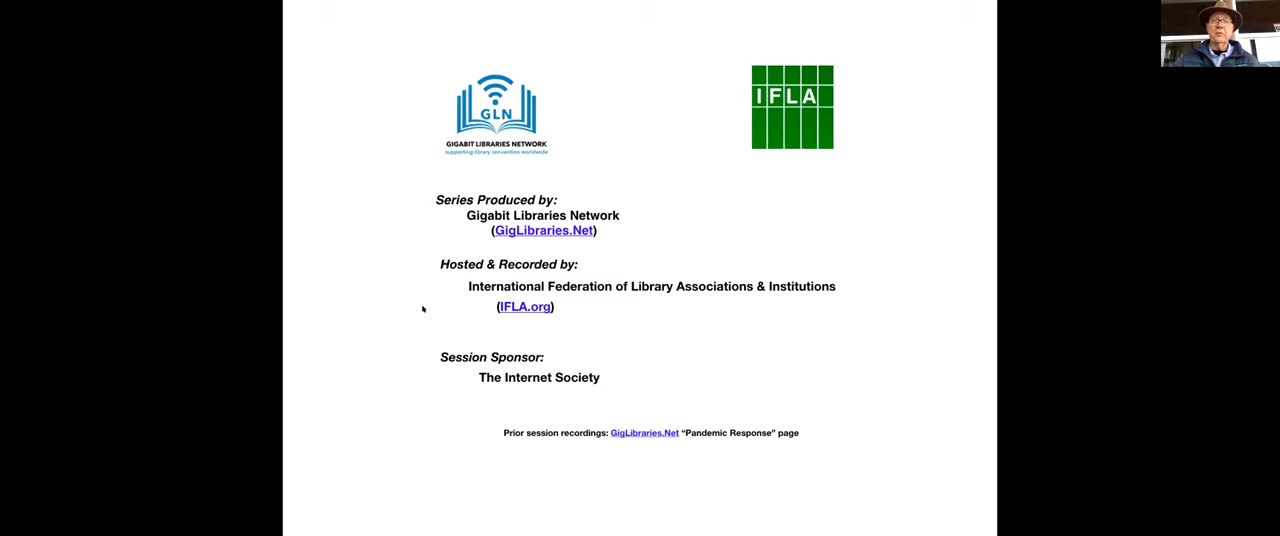 GLN
GIGABIT LIBRARIES NETWORK
supporting library reinvention worldwide
IFLA
Series Produced by:
Gigabit Libraries Network
(GigLibraries.Net)
Hosted & Recorded by:
International Federation of Library Associations & Institutions
(IFLA.org)
Session Sponsor:
The Internet Society
Prior session recordings: GigLibraries.Net “Pandemic Response” page